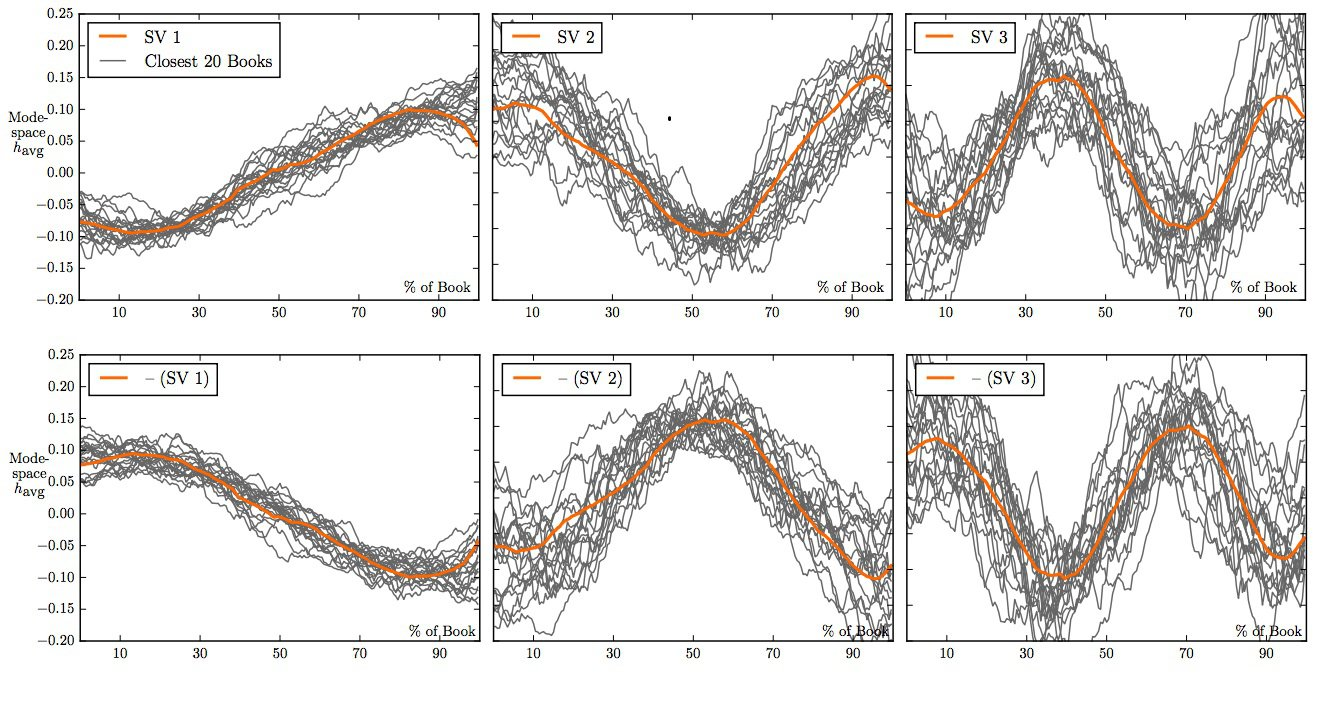 0.25
0.20
0.15
0.10
0.05
0.00
−0.05
−0.10
−0.15
−0.20
Mode-
space
havg
SV 1
Closest 20 Books
% of Book
10 30 50 70 90
SV 2
% of Book
10 30 50 70 90
SV 3
% of Book
10 30 50 70 90
0.25
0.20
0.15
0.10
0.05
0.00
−0.05
−0.10
−0.15
−0.20
Mode-
space
havg
− (SV 1)
% of Book
10 30 50 70 90
− (SV 2)
% of Book
10 30 50 70 90
− (SV 3)
% of Book
10 30 50 70 90